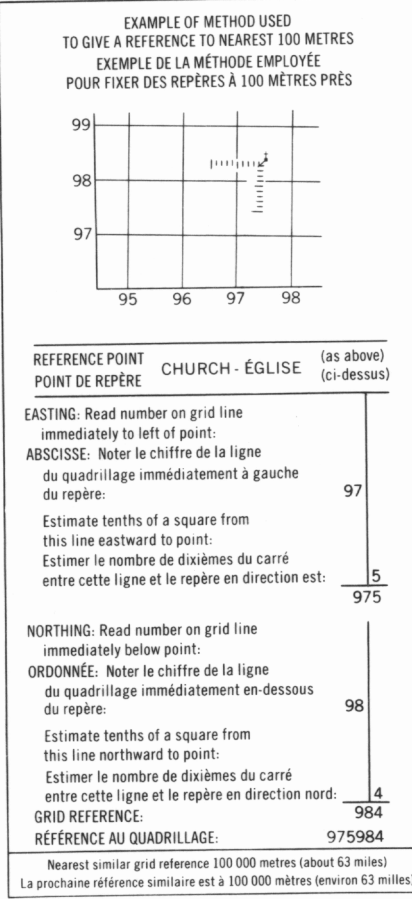 EXAMPLE OF METHOD USED
TO GIVE A REFERENCE TO NEAREST 100 METRES
EXEMPLE DE LA MÉTHODE EMPLOYÉE
POUR FIXER DES REPÈRES À 100 MÈTRES PRÈS
99
98
97
95 96 97 98
REFERENCE POINT
POINT DE REPÈRE
CHURCH - ÉGLISE
(as above)
(ci-dessus)
EASTING: Read number on grid line
immediately to left of point:
ABSCISSE: Noter le chiffre de la ligne
du quadrillage immédiatement à gauche
du repère: 97
Estimate tenths of a square from
this line eastward to point:
Estimer le nombre de dixièmes du carré
entre cette ligne et le repère en direction est: 5
975
NORTHING: Read number on grid line
immediately below point:
ORDONNÉE: Noter le chiffre de la ligne
du quadrillage immédiatement en-dessous
du repère: 98
Estimate tenths of a square from
this line northward to point:
Estimer le nombre de dixièmes du carré
entre cette ligne et le repère en direction nord: 4
GRID REFERENCE: 984
RÉFÉRENCE AU QUADRILLAGE: 975984
Nearest similar grid reference 100 000 metres (about 63 miles)
La prochaine référence similaire est à 100 000 mètres (environ 63 milles)